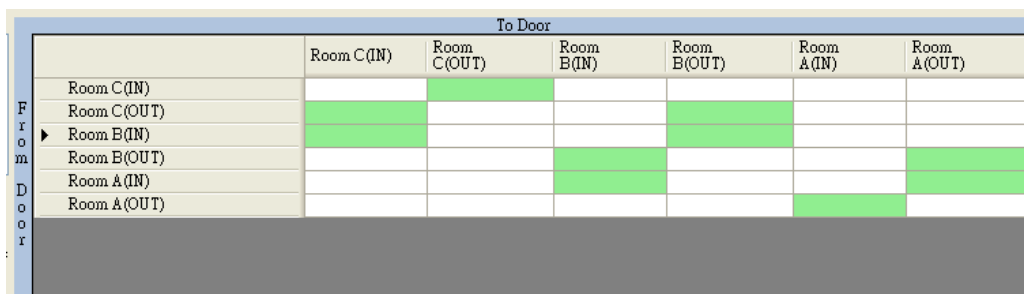 To Door
Room C(IN)
Room
C(OUT)
Room
B(IN)
Room
B(OUT)
Room
A(IN)
Room
A(OUT)
From Door
Room C(IN)
Room C(OUT)
Room B(IN)
Room B(OUT)
Room A(IN)
Room A(OUT)